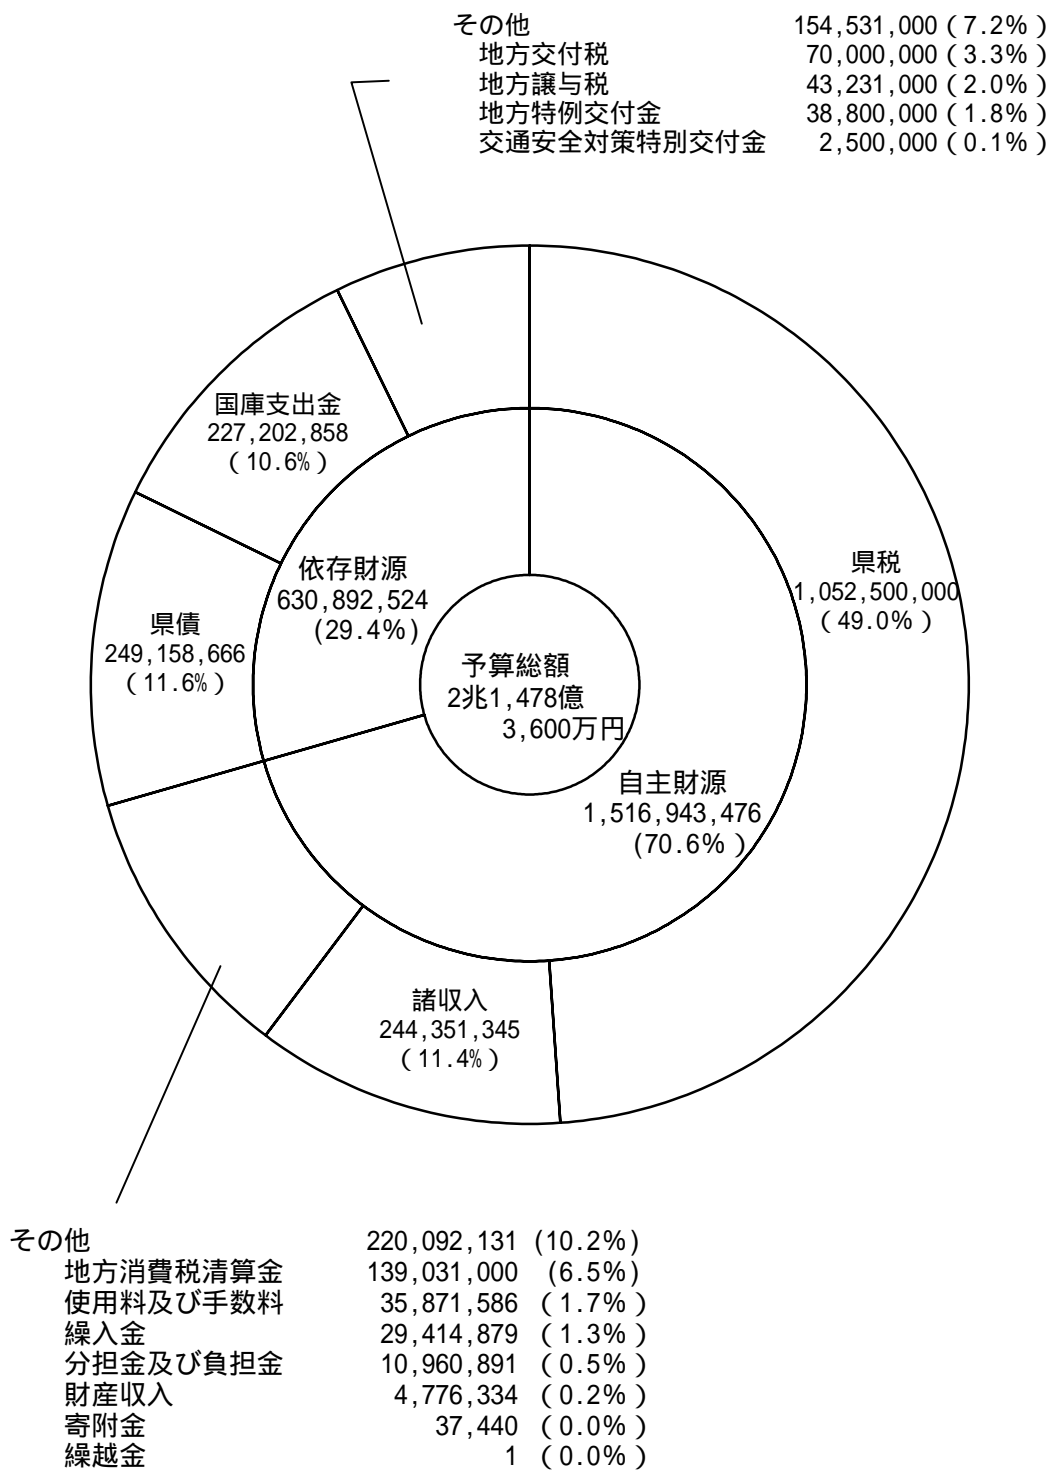 その他 154,531,000（7.2%）
地方交付税 70,000,000（3.3%）
地方譲与税 43,231,000（2.0%）
地方特例交付金 38,800,000（1.8%）
交通安全対策特別交付金 2,500,000（0.1%）
国庫支出金
227,202,858
（10.6%）
県債
249,158,666
（11.6%）
依存財源
630,892,524
(29.4%）
予算総額
2兆1,478億
3,600万円
県税
1,052,500,000
（49.0%）
自主財源
1,516,943,476
(70.6%）
諸収入
244,351,345
（11.4%）
その他 220,092,131 (10.2%)
地方消費税清算金 139,031,000 (6.5%)
使用料及び手数料 35,871,586 （1.7%）
繰入金 29,414,879 （1.3%）
分担金及び負担金 10,960,891 （0.5%）
財産収入 4,776,334 （0.2%）
寄附金 37,440 （0.0%）
繰越金 1 （0.0%）